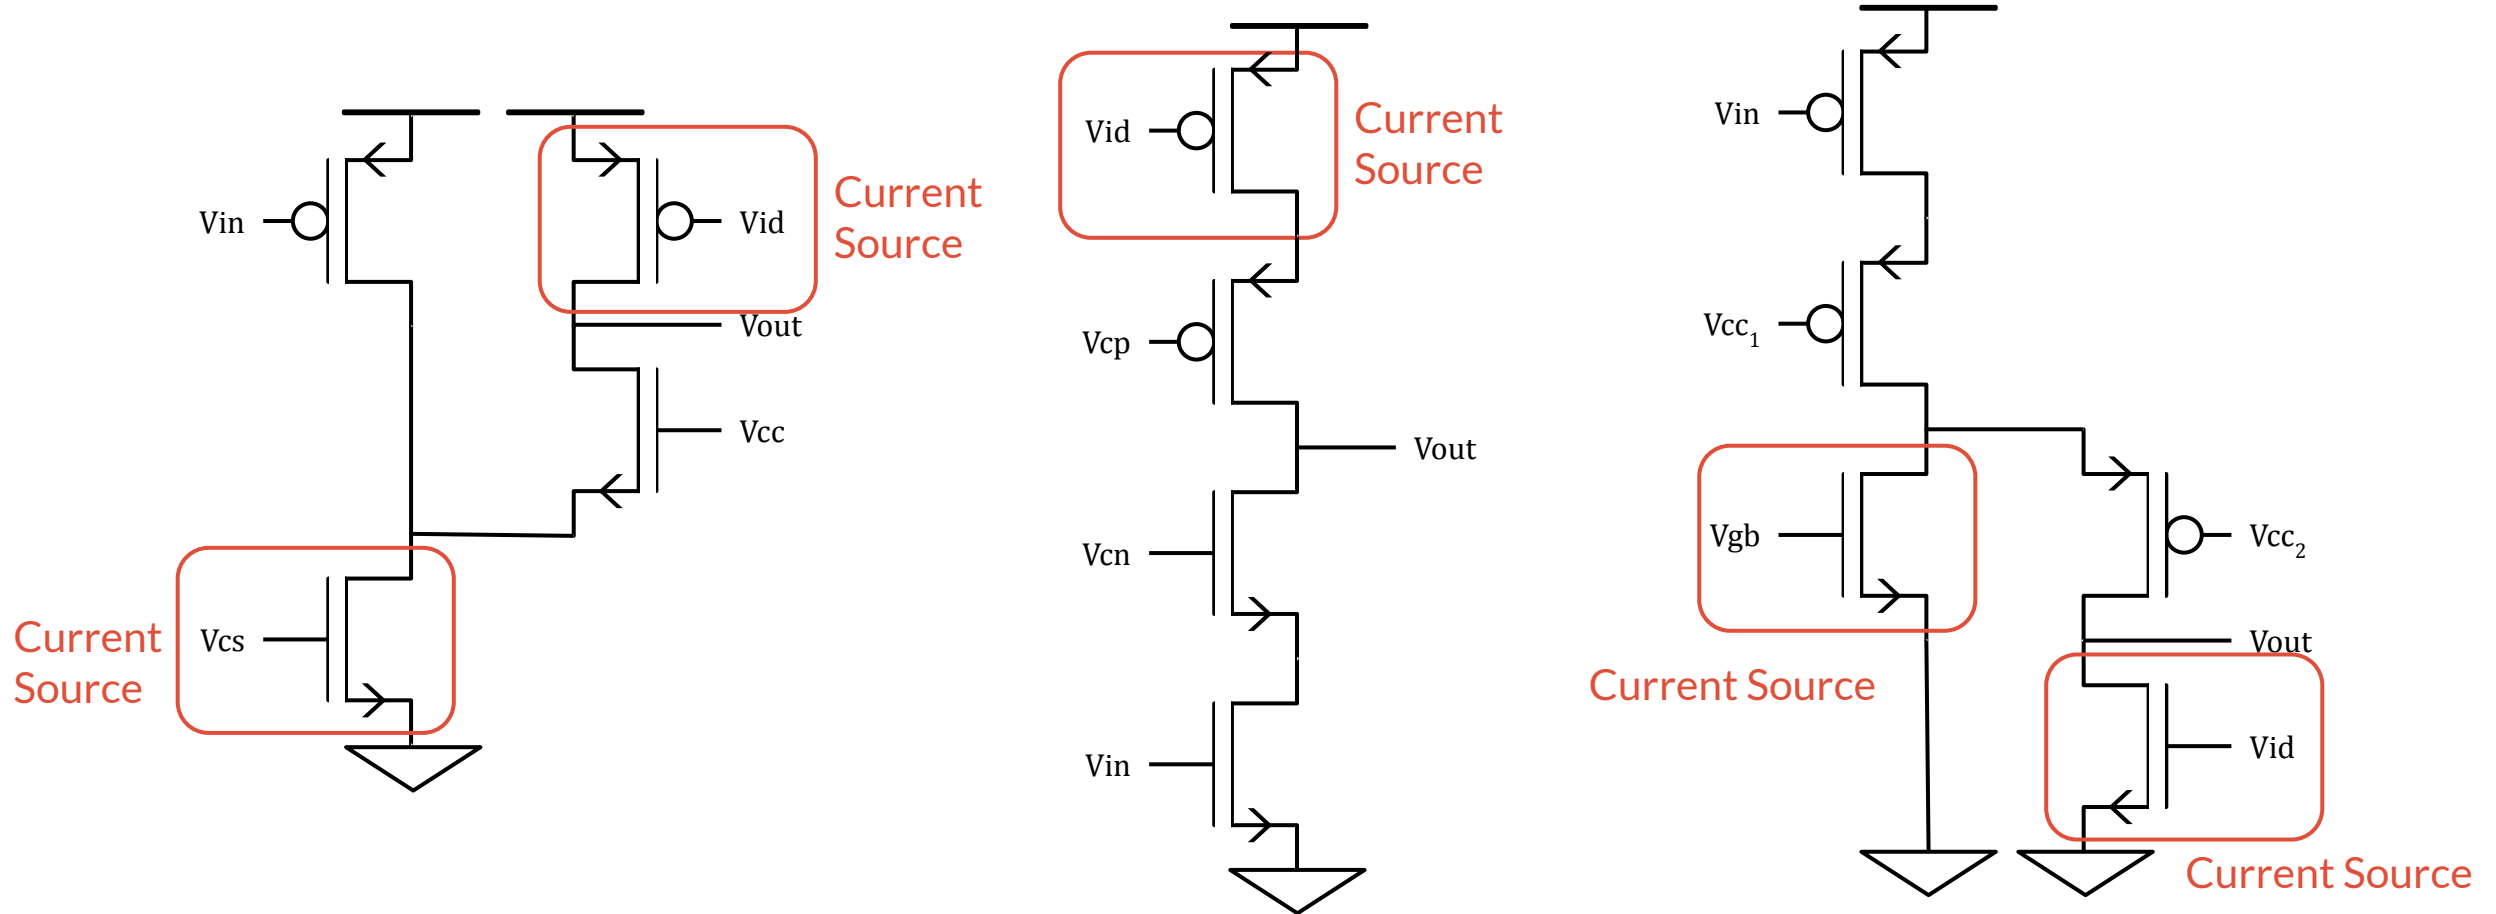 Vin
Vid
Current
Source
Vout
Vcc
Vcs
Current
Source
Vid
Current
Source
Vcp
Vout
Vcn
Vin
Vin
Vcc₁
Vgb
Vcc₂
Current Source
Vout
Vid
Current Source